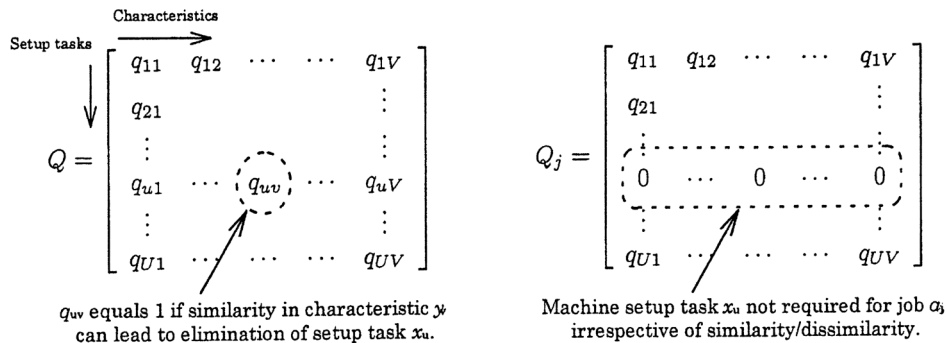 Characteristics
Setup tasks
Q = [ q11 q12 ⋯ ⋯ q1V
q21 ⋮
⋮ ⋮
qu1 ⋯ quv ⋯ quV
⋮ ⋮
qU1 ⋯ ⋯ ⋯ qUV ]
quv equals 1 if similarity in characteristic yv
can lead to elimination of setup task xu.
Qj = [ q11 q12 ⋯ ⋯ q1V
q21 ⋮
⋮ ⋮
0 ⋯ 0 ⋯ 0
⋮ ⋮
qU1 ⋯ ⋯ ⋯ qUV ]
Machine setup task xu not required for job aj
irrespective of similarity/dissimilarity.